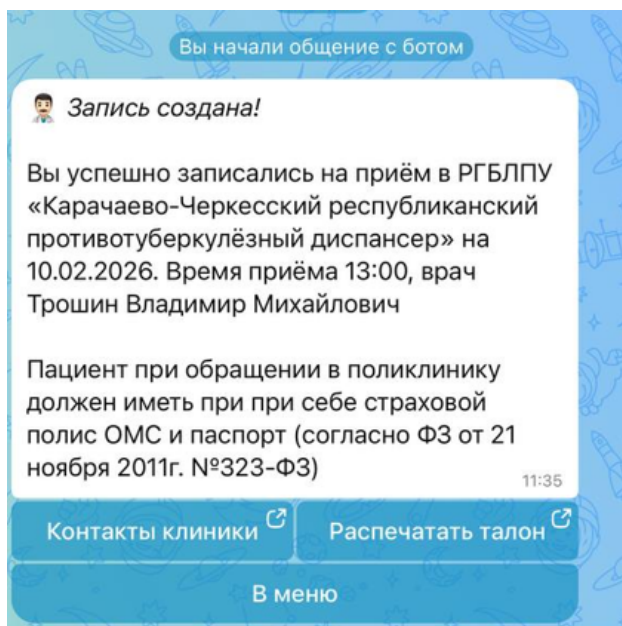 Вы начали общение с ботом
Запись создана!
Вы успешно записались на приём в РГБЛПУ
«Карачаево-Черкесский республиканский
противотуберкулёзный диспансер» на
10.02.2026. Время приёма 13:00, врач
Трошин Владимир Михайлович
Пациент при обращении в поликлинику
должен иметь при при себе страховой
полис ОМС и паспорт (согласно ФЗ от 21
ноября 2011г. №323-ФЗ)
11:35
Контакты клиники
Распечатать талон
В меню